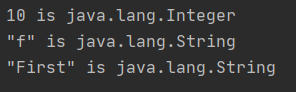 10 is java.lang.Integer
"f" is java.lang.String
"First" is java.lang.String